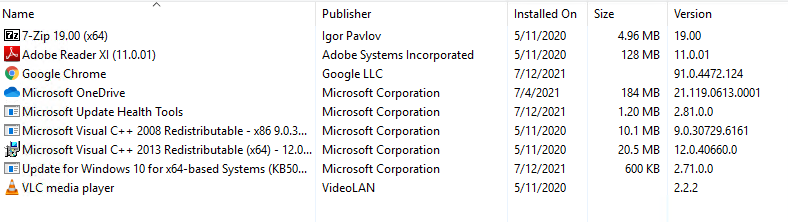 Name Publisher Installed On Size Version
7-Zip 19.00 (x64) Igor Pavlov 5/11/2020 4.96 MB 19.00
Adobe Reader XI (11.0.01) Adobe Systems Incorporated 5/11/2020 128 MB 11.0.01
Google Chrome Google LLC 7/12/2021 91.0.4472.124
Microsoft OneDrive Microsoft Corporation 7/4/2021 184 MB 21.119.0613.0001
Microsoft Update Health Tools Microsoft Corporation 7/12/2021 1.20 MB 2.81.0.0
Microsoft Visual C++ 2008 Redistributable - x86 9.0.3... Microsoft Corporation 5/11/2020 10.1 MB 9.0.30729.6161
Microsoft Visual C++ 2013 Redistributable (x64) - 12.0... Microsoft Corporation 5/11/2020 20.5 MB 12.0.40660.0
Update for Windows 10 for x64-based Systems (KB50... Microsoft Corporation 7/12/2021 600 KB 2.71.0.0
VLC media player VideoLAN 5/11/2020 2.2.2